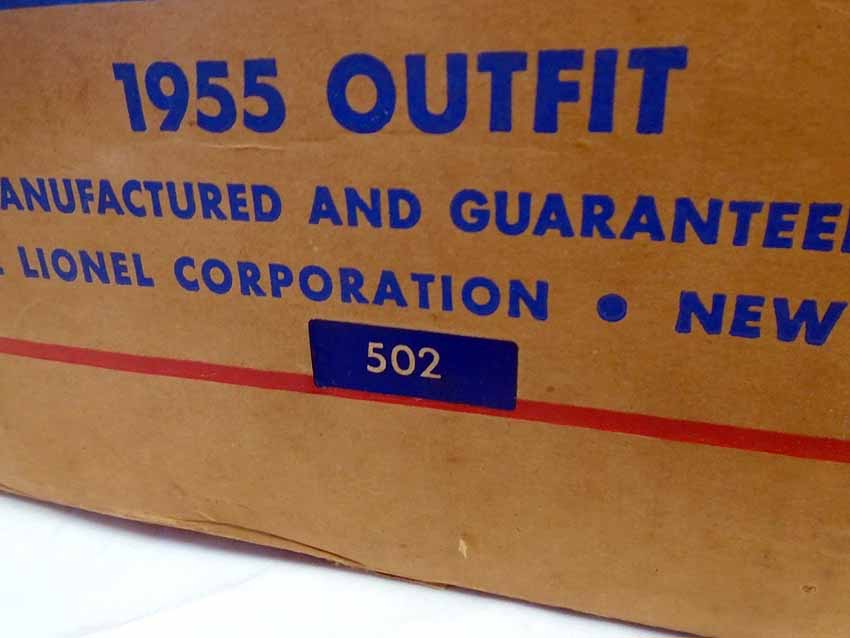 1955 OUTFIT
ANUFACTURED AND GUARANTEE
LIONEL CORPORATION • NEW
502